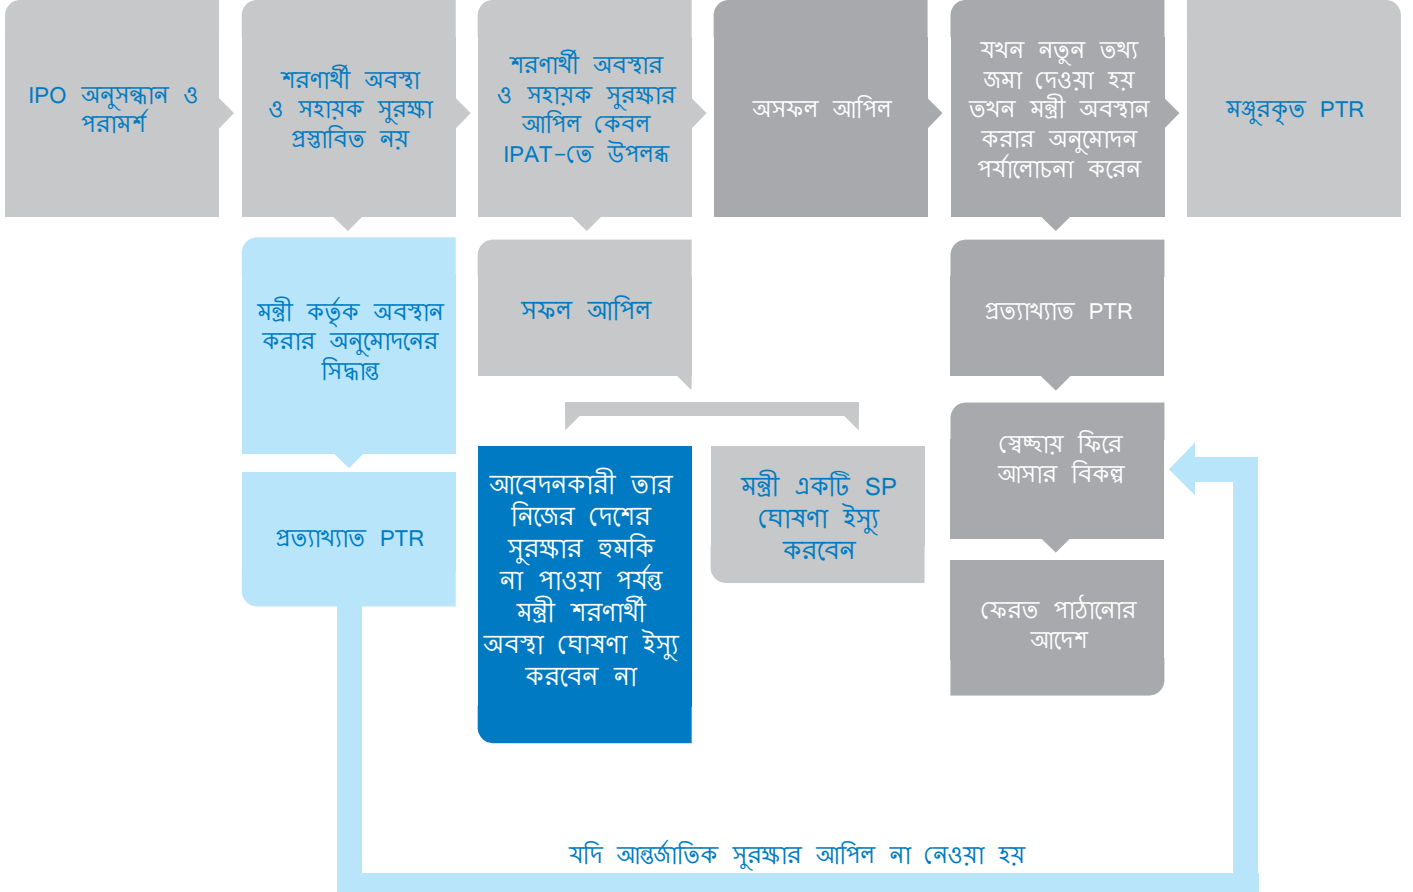 IPO অনুসন্ধান ও
পরামর্শ
শরণার্থী অবস্থা
ও সহায়ক সুরক্ষা
প্রস্তাবিত নয়
শরণার্থী অবস্থার
ও সহায়ক সুরক্ষার
আপিল কেবল
IPAT-তে উপলব্ধ
অসফল আপিল
যখন নতুন তথ্য
জমা দেওয়া হয়
তখন মন্ত্রী অবস্থান
করার অনুমোদন
পর্যালোচনা করেন
মঞ্জুরকৃত PTR
মন্ত্রী কর্তৃক অবস্থান
করার অনুমোদনের
সিদ্ধান্ত
সফল আপিল
প্রত্যাখ্যাত PTR
প্রত্যাখ্যাত PTR
আবেদনকারী তার
নিজের দেশের
সুরক্ষার হুমকি
না পাওয়া পর্যন্ত
মন্ত্রী শরণার্থী
অবস্থা ঘোষণা ইস্যু
করবেন না
মন্ত্রী একটি SP
ঘোষণা ইস্যু
করবেন
স্বেচ্ছায় ফিরে
আসার বিকল্প
ফেরত পাঠানোর
আদেশ
যদি আন্তর্জাতিক সুরক্ষার আপিল না নেওয়া হয়